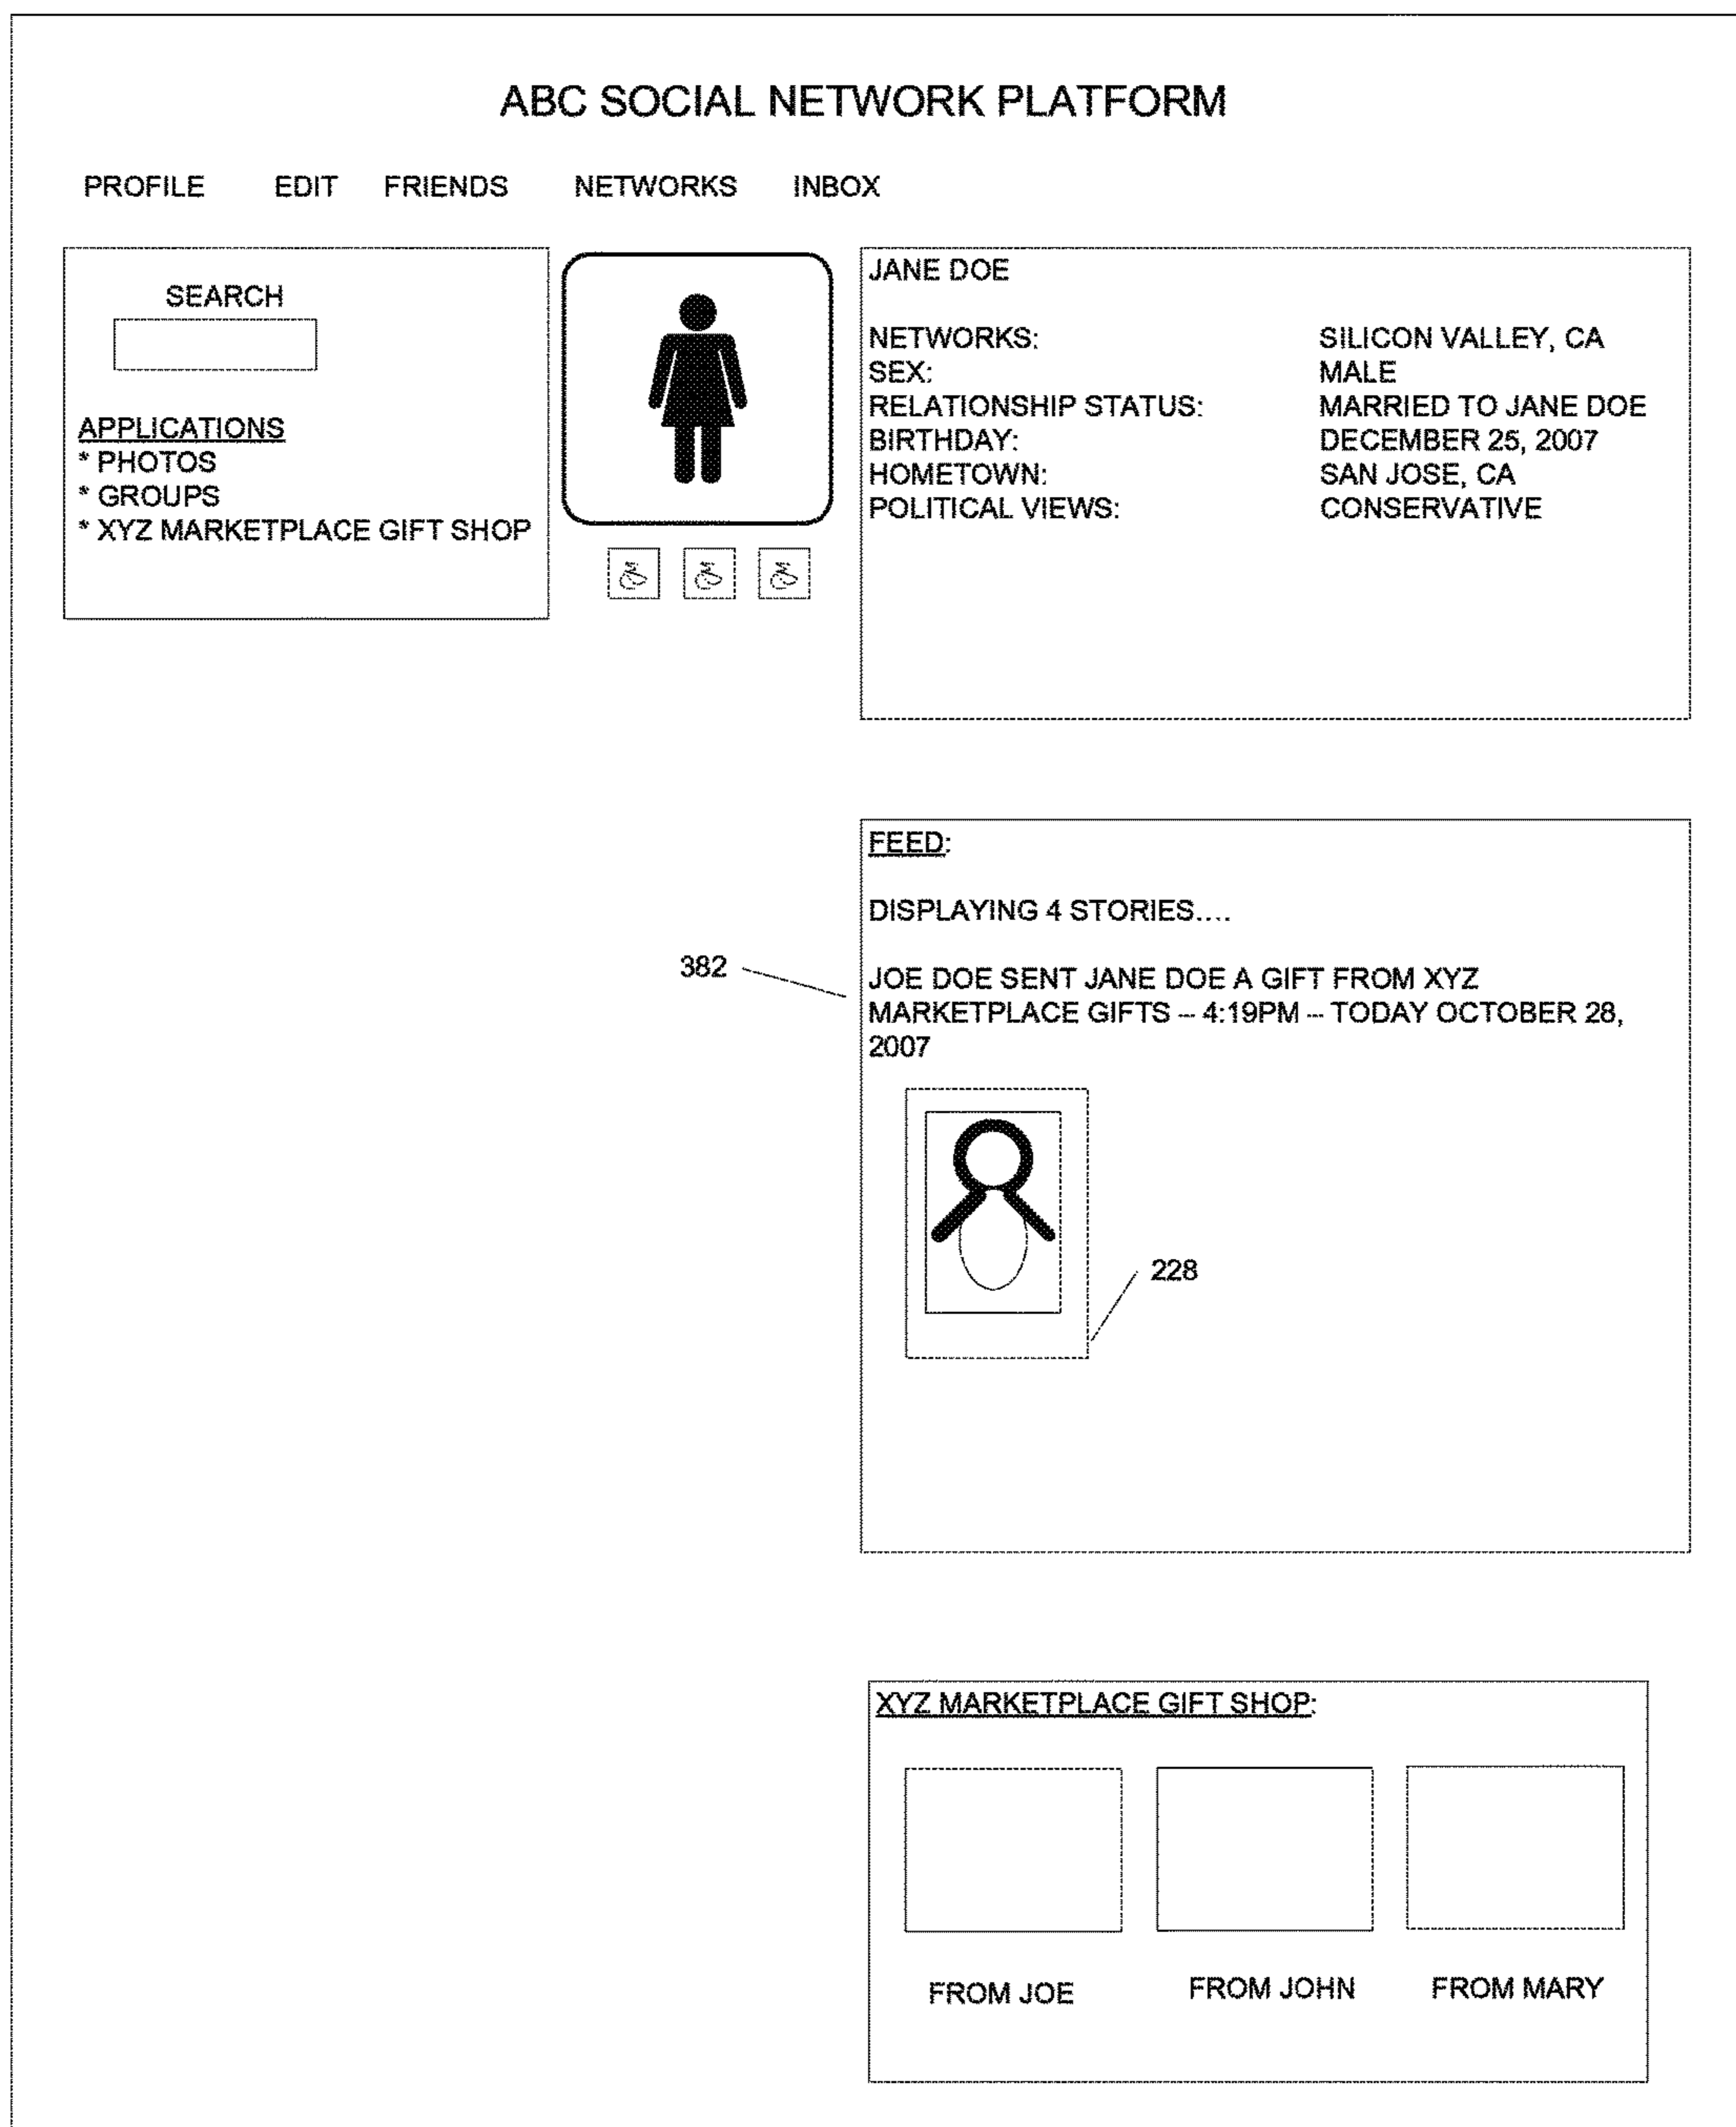 ABC SOCIAL NETWORK PLATFORM
PROFILE EDIT FRIENDS NETWORKS INBOX
SEARCH
APPLICATIONS
* PHOTOS
* GROUPS
* XYZ MARKETPLACE GIFT SHOP
JANE DOE
NETWORKS: SILICON VALLEY, CA
SEX: MALE
RELATIONSHIP STATUS: MARRIED TO JANE DOE
BIRTHDAY: DECEMBER 25, 2007
HOMETOWN: SAN JOSE, CA
POLITICAL VIEWS: CONSERVATIVE
FEED:
DISPLAYING 4 STORIES....
382
JOE DOE SENT JANE DOE A GIFT FROM XYZ
MARKETPLACE GIFTS -- 4:19PM -- TODAY OCTOBER 28,
2007
228
XYZ MARKETPLACE GIFT SHOP:
FROM JOE FROM JOHN FROM MARY